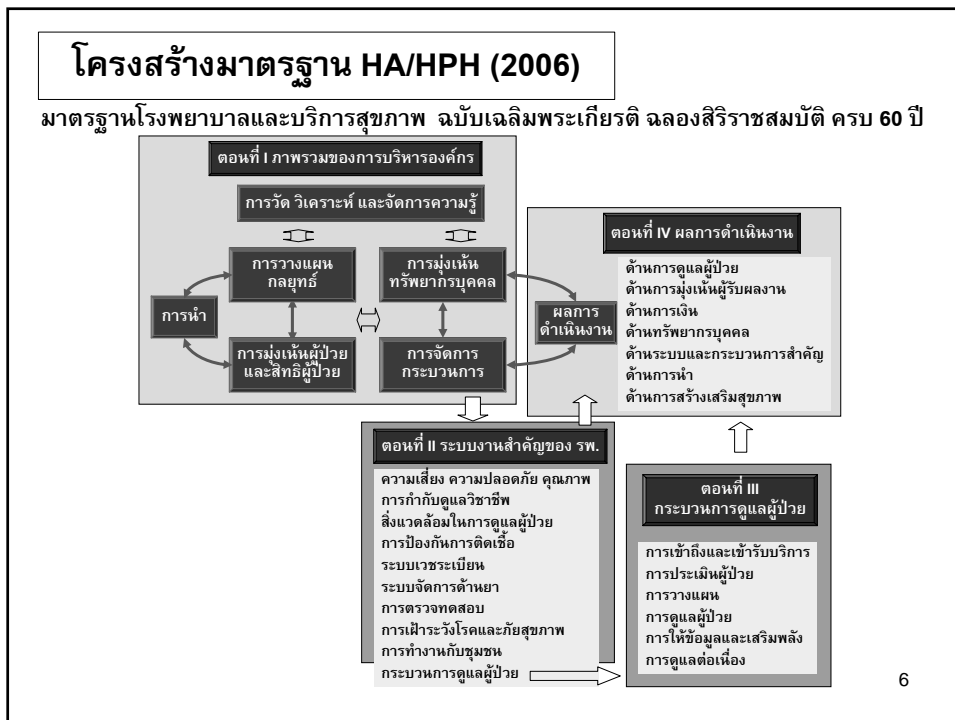 โครงสร้างมาตรฐาน HA/HPH (2006)
มาตรฐานโรงพยาบาลและบริการสุขภาพ ฉบับเฉลิมพระเกียรติ ฉลองสิริราชสมบัติ ครบ 60 ปี
ตอนที่ I ภาพรวมของการบริหารองค์กร
การวัด วิเคราะห์ และจัดการความรู้
การวางแผน
กลยุทธ์
การมุ่งเน้น
ทรัพยากรบุคคล
การนำ
ผลการ
ดำเนินงาน
การมุ่งเน้นผู้ป่วย
และสิทธิผู้ป่วย
การจัดการ
กระบวนการ
ตอนที่ IV ผลการดำเนินงาน
ด้านการดูแลผู้ป่วย
ด้านการมุ่งเน้นผู้รับผลงาน
ด้านการเงิน
ด้านทรัพยากรบุคคล
ด้านระบบและกระบวนการสำคัญ
ด้านการนำ
ด้านการสร้างเสริมสุขภาพ
ตอนที่ II ระบบงานสำคัญของ รพ.
ความเสี่ยง ความปลอดภัย คุณภาพ
การกำกับดูแลวิชาชีพ
สิ่งแวดล้อมในการดูแลผู้ป่วย
การป้องกันการติดเชื้อ
ระบบเวชระเบียน
ระบบจัดการด้านยา
การตรวจทดสอบ
การเฝ้าระวังโรคและภัยสุขภาพ
การทำงานกับชุมชน
กระบวนการดูแลผู้ป่วย
ตอนที่ III
กระบวนการดูแลผู้ป่วย
การเข้าถึงและเข้ารับบริการ
การประเมินผู้ป่วย
การวางแผน
การดูแลผู้ป่วย
การให้ข้อมูลและเสริมพลัง
การดูแลต่อเนื่อง
6